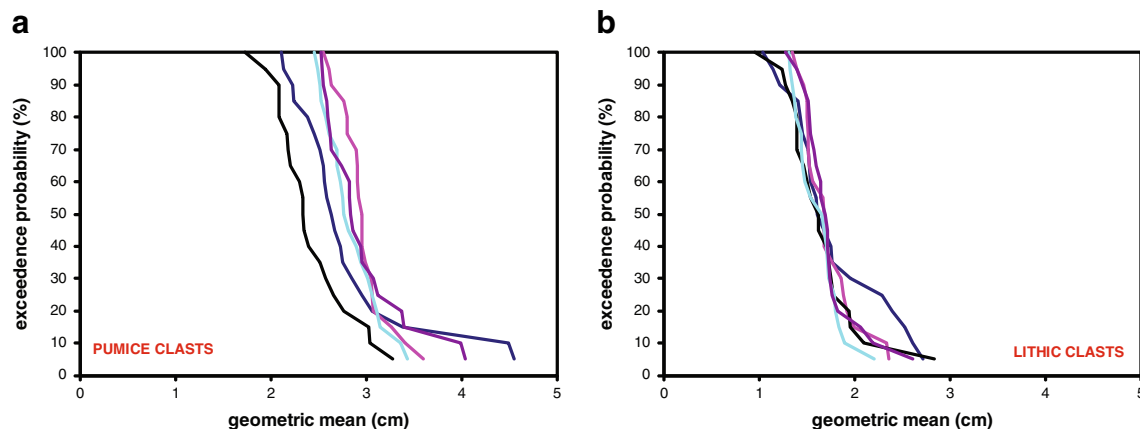 a
100
90
80
70
60
50
40
30
20
10
0
exceedence probability (%)
PUMICE CLASTS
0 1 2 3 4 5
geometric mean (cm)
b
100
90
80
70
60
50
40
30
20
10
0
exceedence probability (%)
LITHIC CLASTS
0 1 2 3 4 5
geometric mean (cm)